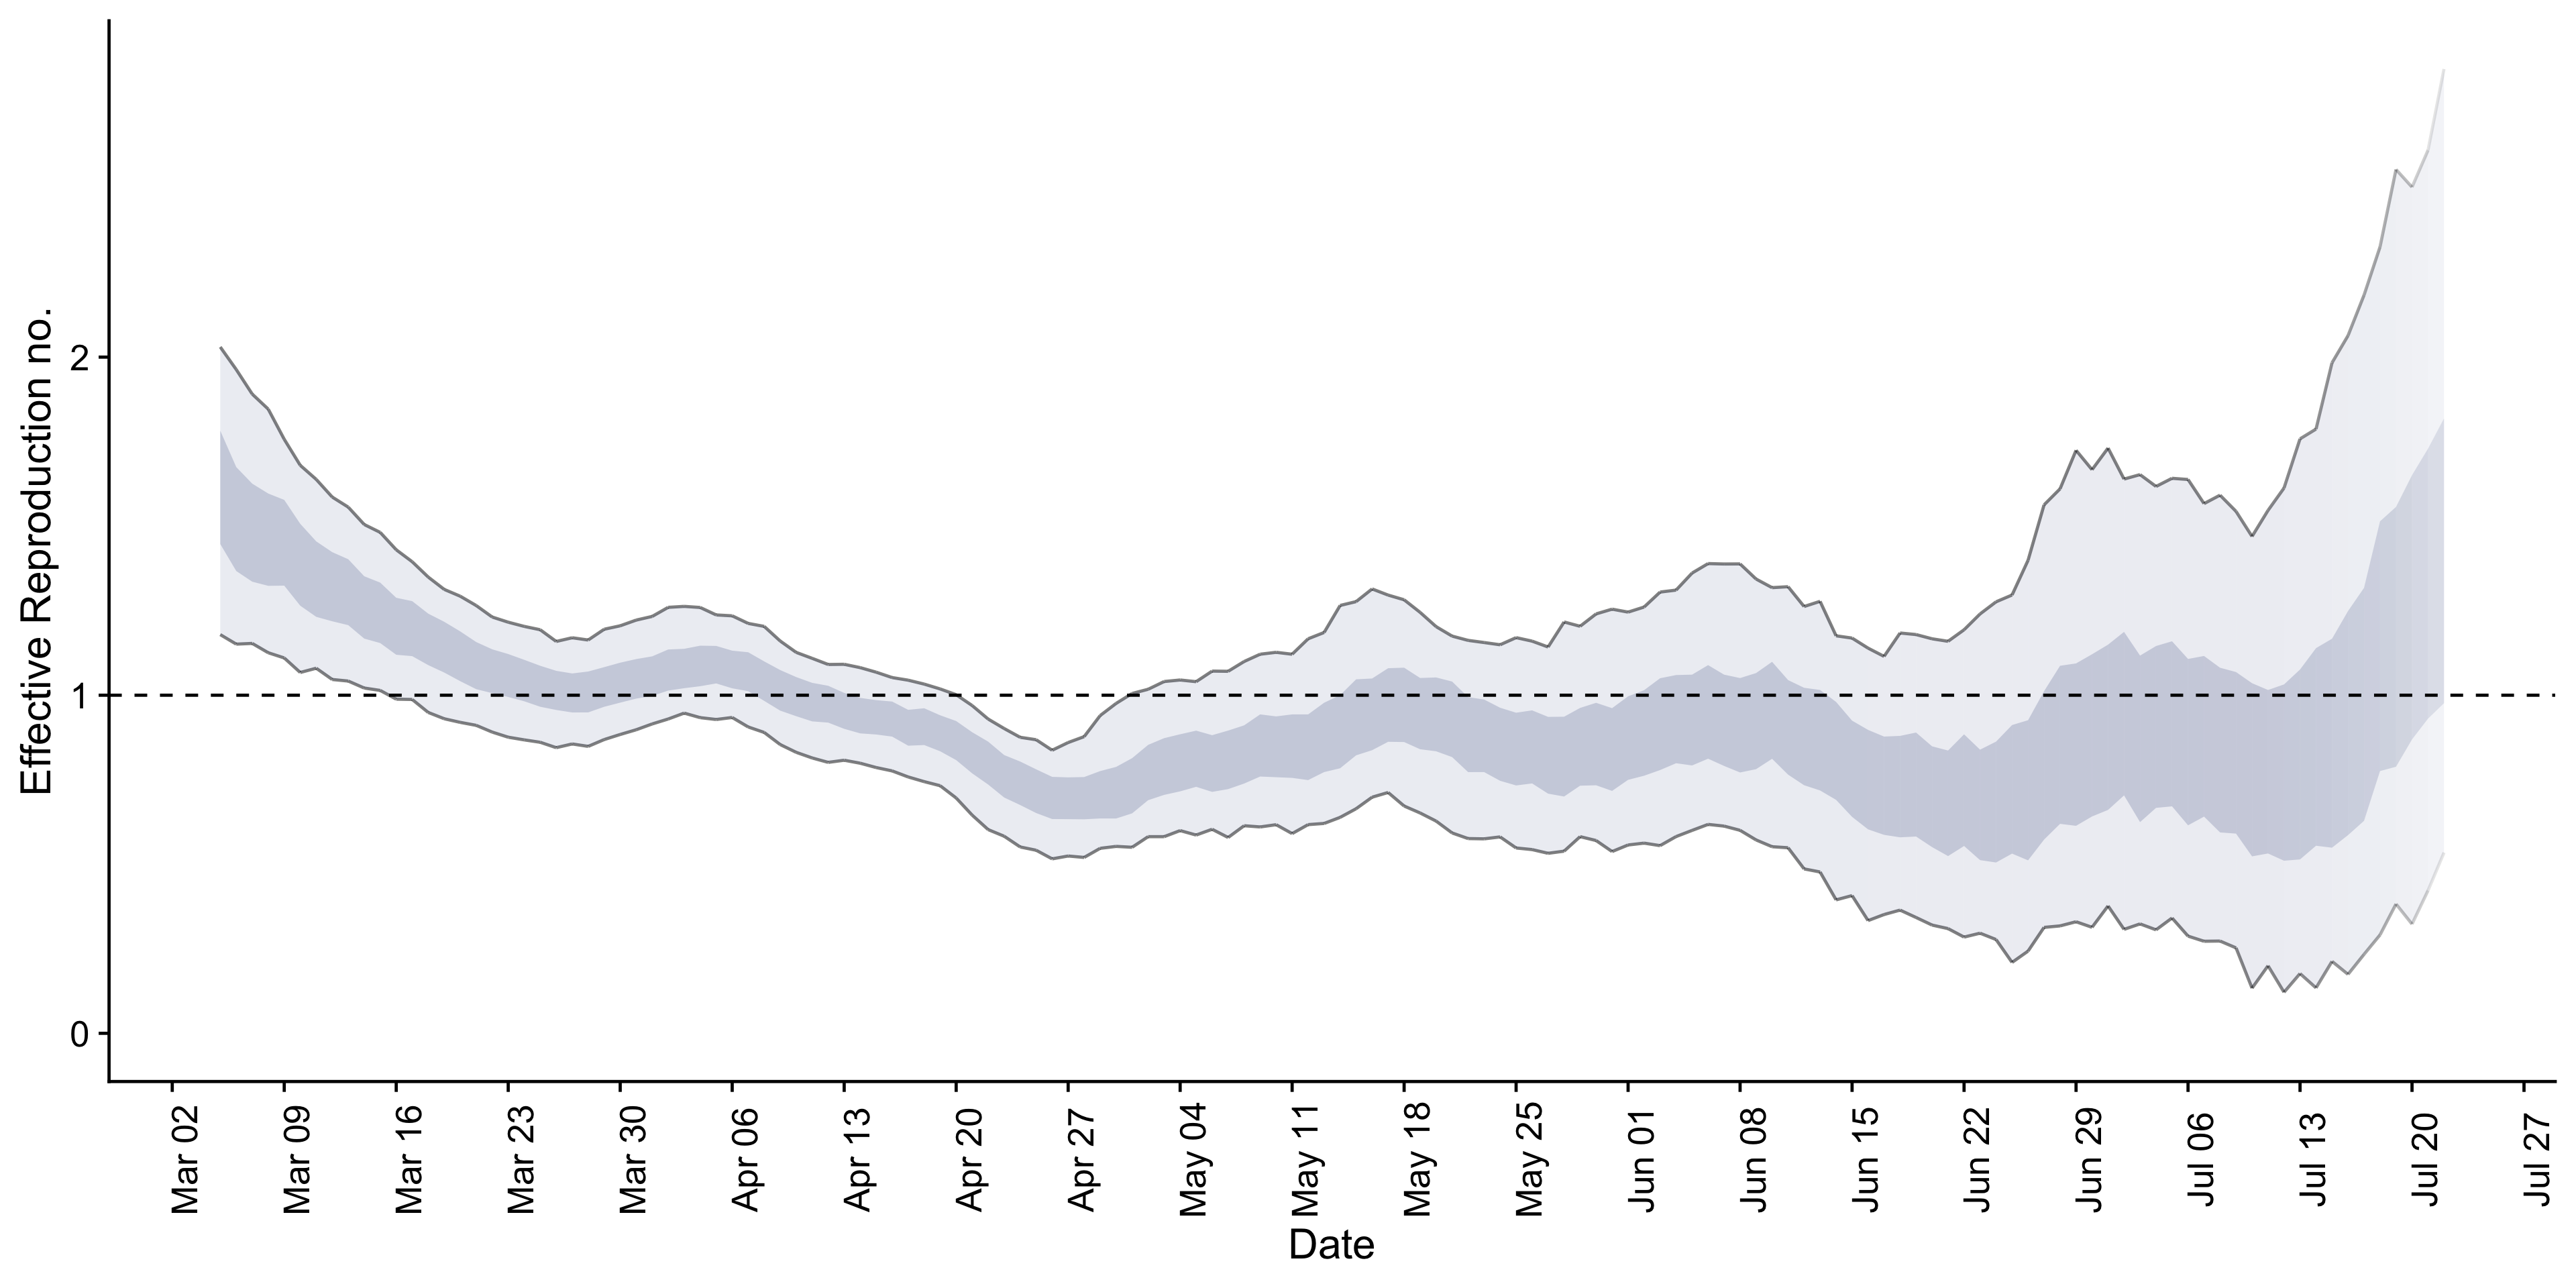 Effective Reproduction no.
2
1
0
Mar 02
Mar 09
Mar 16
Mar 23
Mar 30
Apr 06
Apr 13
Apr 20
Apr 27
May 04
May 11
May 18
May 25
Jun 01
Jun 08
Jun 15
Jun 22
Jun 29
Jul 06
Jul 13
Jul 20
Jul 27
Date